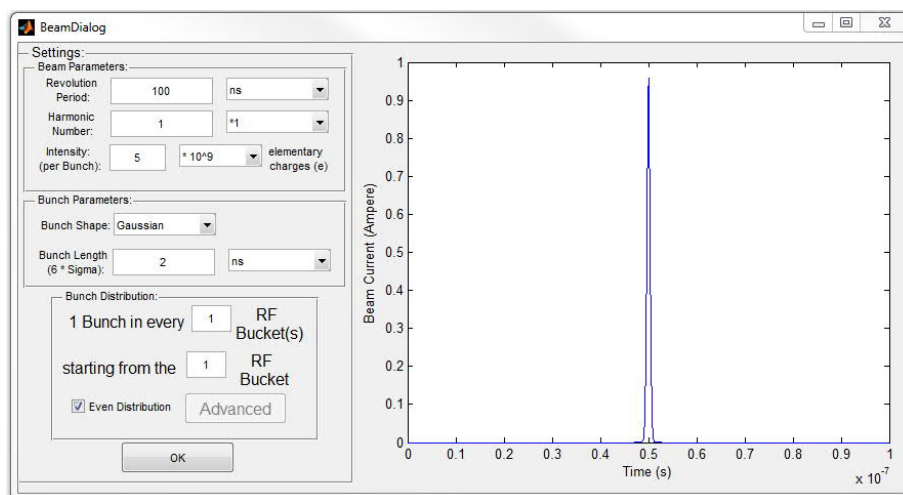 BeamDialog
Settings:
Beam Parameters:
Revolution
Period:
100
ns
Harmonic
Number:
1
*1
Intensity:
(per Bunch):
5
* 10^9
elementary
charges (e)
Bunch Parameters:
Bunch Shape:
Gaussian
Bunch Length
(6 * Sigma):
2
ns
Bunch Distribution:
1 Bunch in every
1
RF
Bucket(s)
starting from the
1
RF
Bucket
Even Distribution
Advanced
OK
Beam Current (Ampere)
1
0.9
0.8
0.7
0.6
0.5
0.4
0.3
0.2
0.1
0
0 0.1 0.2 0.3 0.4 0.5 0.6 0.7 0.8 0.9 1
Time (s)
x 10^-7